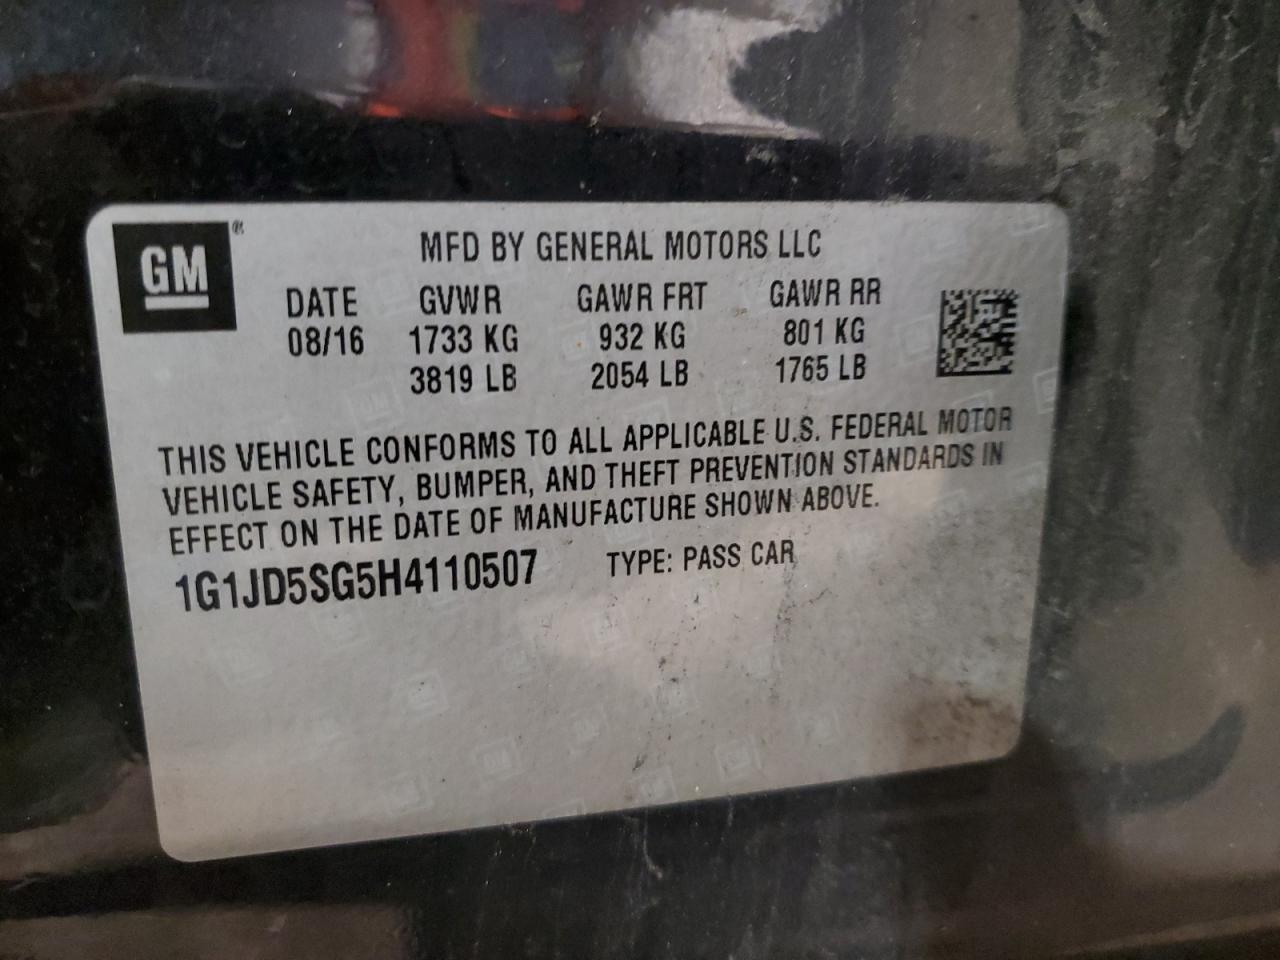 GM®
MFD BY GENERAL MOTORS LLC
DATE GVWR GAWR FRT GAWR RR
08/16 1733 KG 932 KG 801 KG
3819 LB 2054 LB 1765 LB
THIS VEHICLE CONFORMS TO ALL APPLICABLE U.S. FEDERAL MOTOR
VEHICLE SAFETY, BUMPER, AND THEFT PREVENTION STANDARDS IN
EFFECT ON THE DATE OF MANUFACTURE SHOWN ABOVE.
1G1JD5SG5H4110507 TYPE: PASS CAR